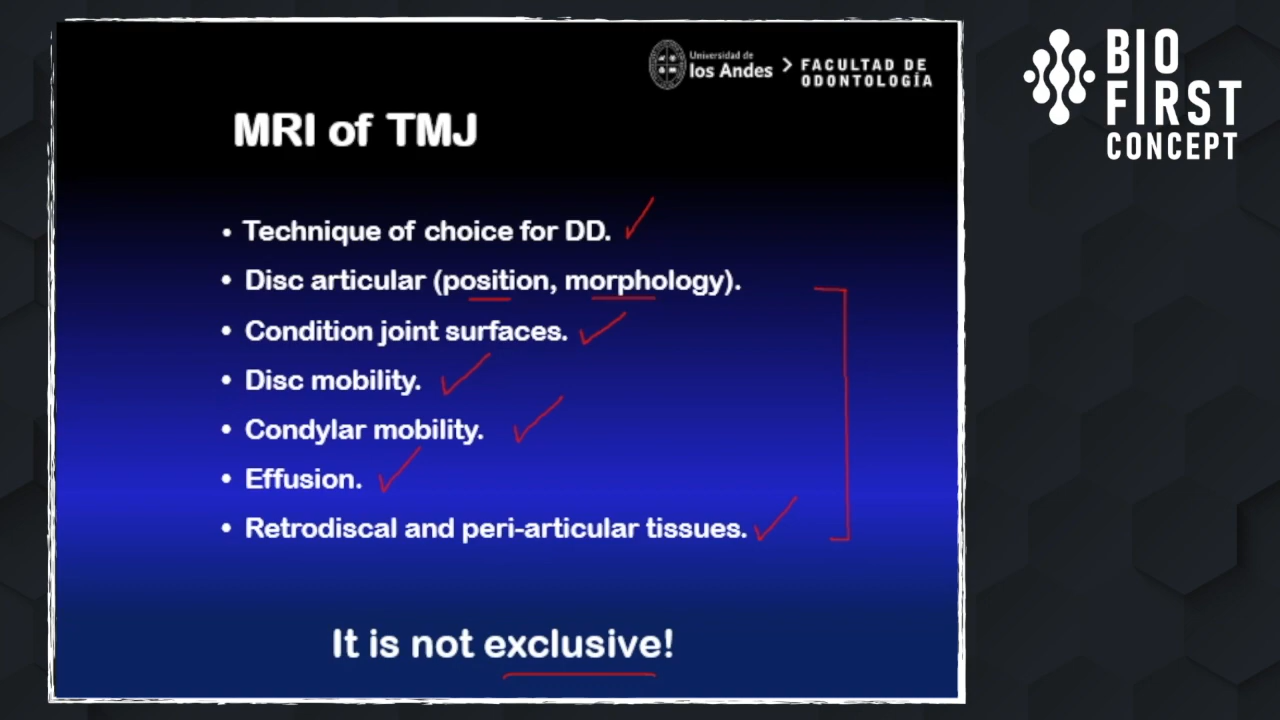 Universidad de
los Andes
> FACULTAD DE
ODONTOLOGÍA
BIO
FIRST
CONCEPT
MRI of TMJ
• Technique of choice for DD.
• Disc articular (position, morphology).
• Condition joint surfaces.
• Disc mobility.
• Condylar mobility.
• Effusion.
• Retrodiscal and peri-articular tissues.
It is not exclusive!